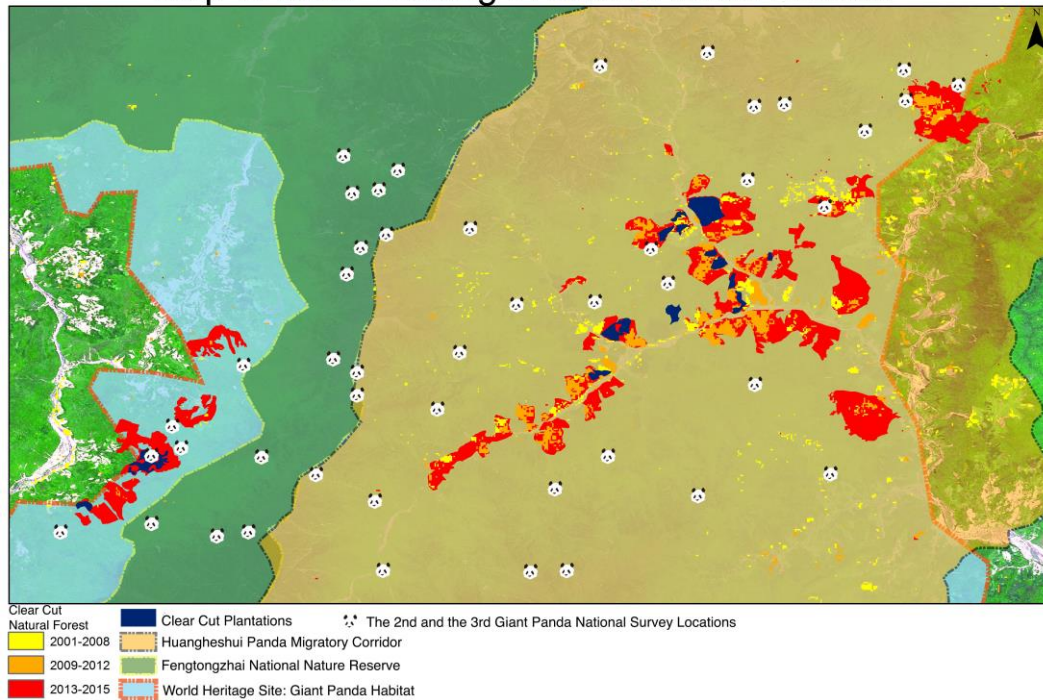 N
Clear Cut
Natural Forest
2001-2008
2009-2012
2013-2015
Clear Cut Plantations
Huangheshui Panda Migratory Corridor
Fengtongzhai National Nature Reserve
World Heritage Site: Giant Panda Habitat
The 2nd and the 3rd Giant Panda National Survey Locations